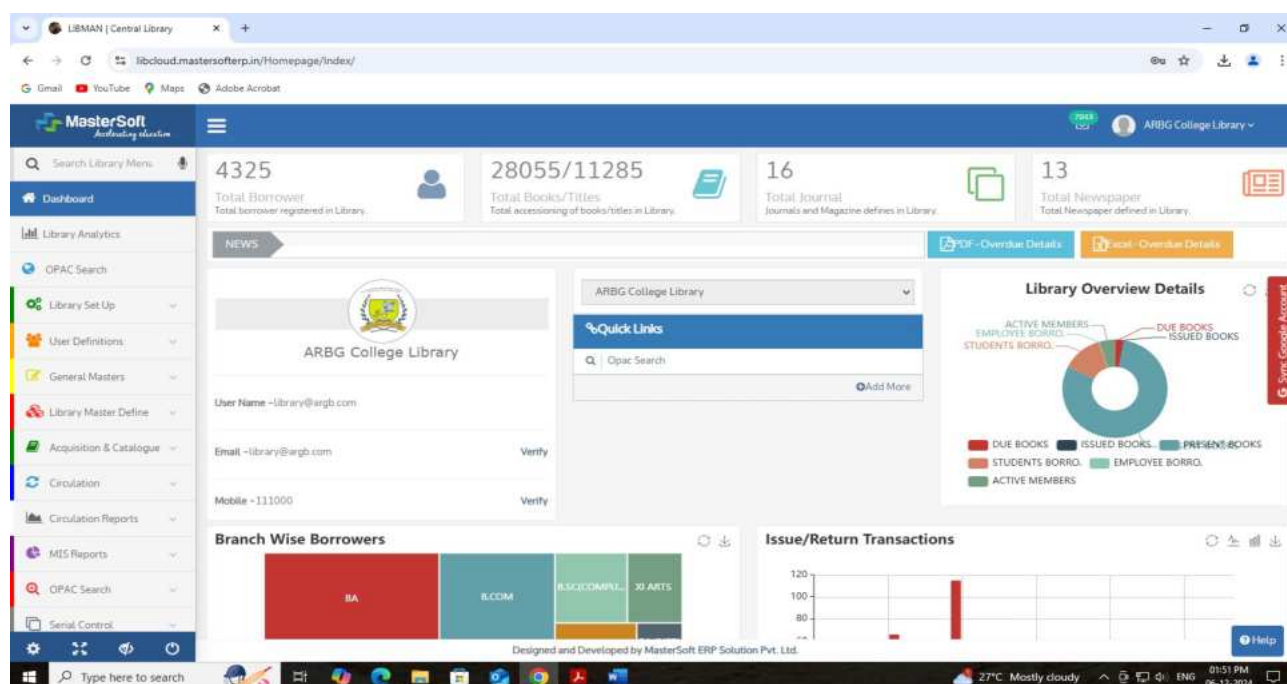 LIBMAN | Central Library
libcloud.mastersofterp.in/Homepage/Index/
Gmail YouTube Maps Adobe Acrobat
MasterSoft
Accelerating education
ARBG College Library
Search Library Menu
Dashboard
Library Analytics
OPAC Search
Library Set Up
User Definitions
General Masters
Library Master Define
Acquisition & Catalogue
Circulation
Circulation Reports
MIS Reports
OPAC Search
Serial Control
4325
Total Borrower
Total borrower registered in Library.
28055/11285
Total Books/Titles
Total accessioning of books/titles in Library.
16
Total Journal
Journals and Magazine defines in Library.
13
Total Newspaper
Total Newspaper defined in Library.
NEWS
PDF-Overdue Details
Excel-Overdue Details
ARBG College Library
User Name -library@argb.com
Email -library@argb.com Verify
Mobile -111000 Verify
ARBG College Library
Quick Links
Opac Search
Add More
Library Overview Details
ACTIVE MEMBERS
EMPLOYEE BORRO.
STUDENTS BORRO.
DUE BOOKS
ISSUED BOOKS
DUE BOOKS ISSUED BOOKS PRESENT BOOKS
STUDENTS BORRO. EMPLOYEE BORRO.
ACTIVE MEMBERS
Sync Google Account
Branch Wise Borrowers
BA
B.COM
B.SC(COMPU...
XI ARTS
Issue/Return Transactions
120
100
80
Help
Designed and Developed by MasterSoft ERP Solution Pvt. Ltd.
Type here to search
27°C Mostly cloudy
ENG
01:51 PM
06-12-2024